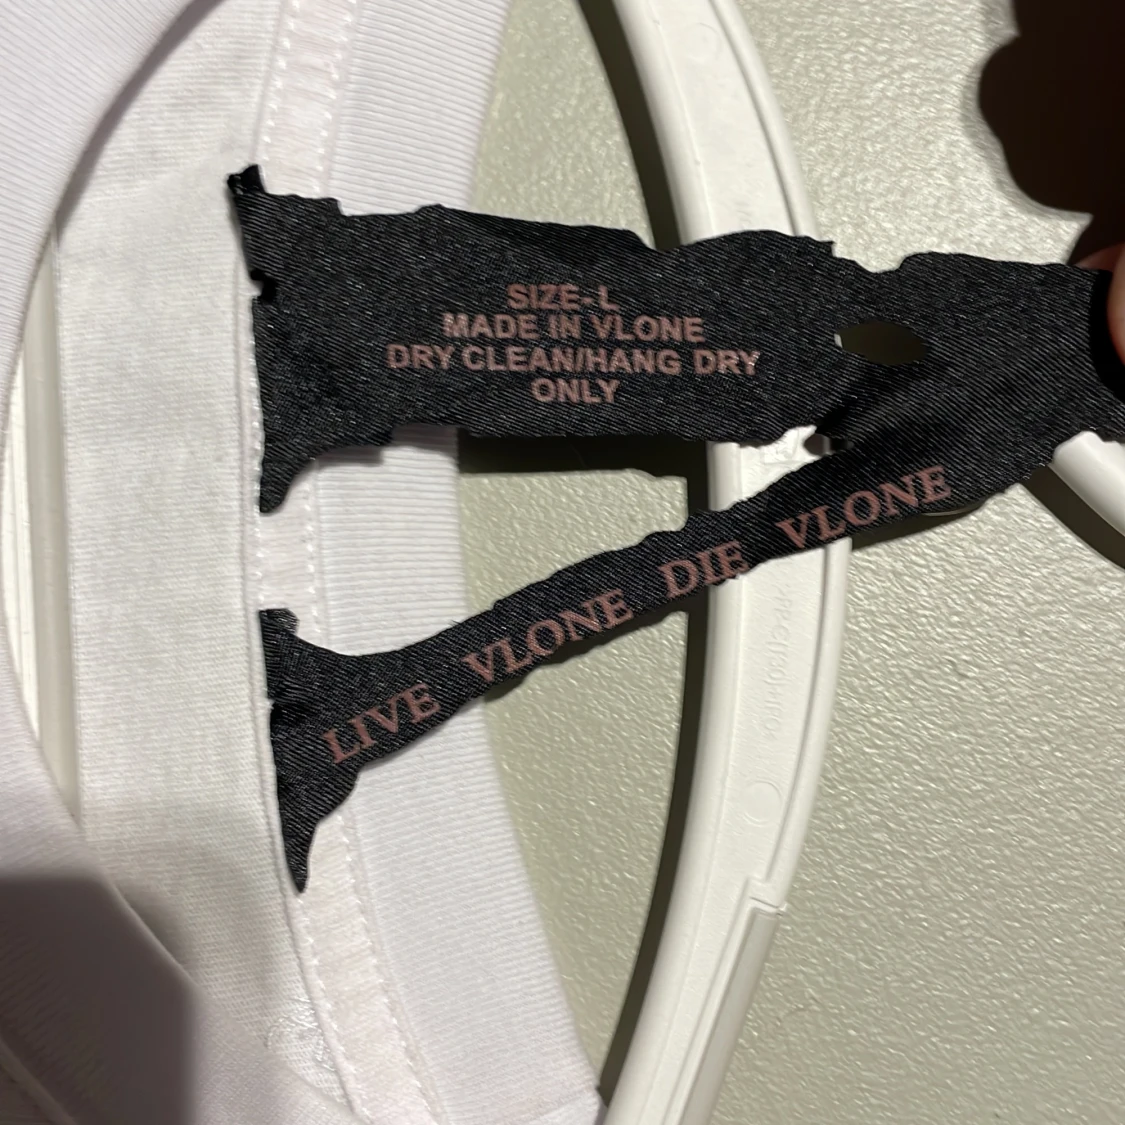 SIZE-L
MADE IN VLONE
DRY CLEAN/HANG DRY
ONLY
LIVE VLONE DIE VLONE